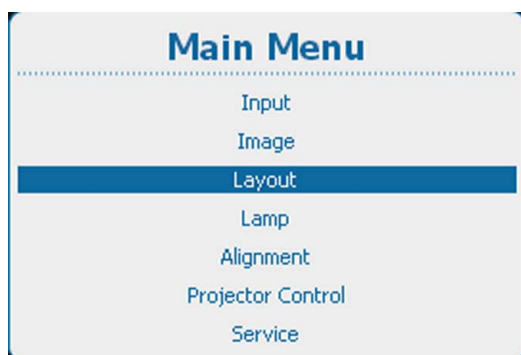 Main Menu
Input
Image
Layout
Lamp
Alignment
Projector Control
Service